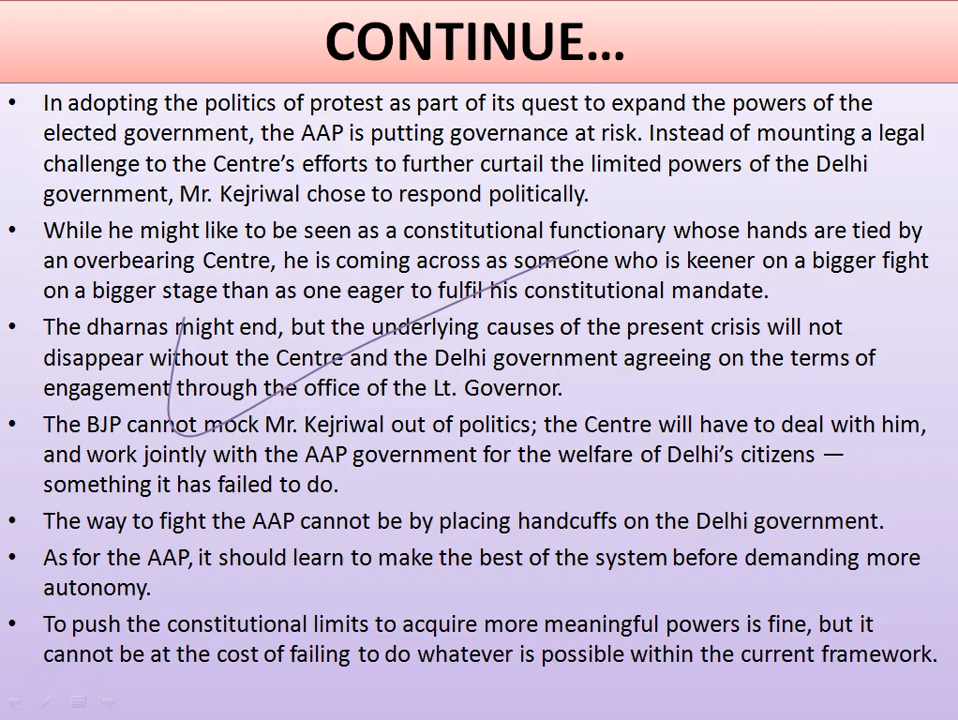 CONTINUE...
• In adopting the politics of protest as part of its quest to expand the powers of the
elected government, the AAP is putting governance at risk. Instead of mounting a legal
challenge to the Centre’s efforts to further curtail the limited powers of the Delhi
government, Mr. Kejriwal chose to respond politically.
• While he might like to be seen as a constitutional functionary whose hands are tied by
an overbearing Centre, he is coming across as someone who is keener on a bigger fight
on a bigger stage than as one eager to fulfil his constitutional mandate.
• The dharnas might end, but the underlying causes of the present crisis will not
disappear without the Centre and the Delhi government agreeing on the terms of
engagement through the office of the Lt. Governor.
• The BJP cannot mock Mr. Kejriwal out of politics; the Centre will have to deal with him,
and work jointly with the AAP government for the welfare of Delhi’s citizens —
something it has failed to do.
• The way to fight the AAP cannot be by placing handcuffs on the Delhi government.
• As for the AAP, it should learn to make the best of the system before demanding more
autonomy.
• To push the constitutional limits to acquire more meaningful powers is fine, but it
cannot be at the cost of failing to do whatever is possible within the current framework.